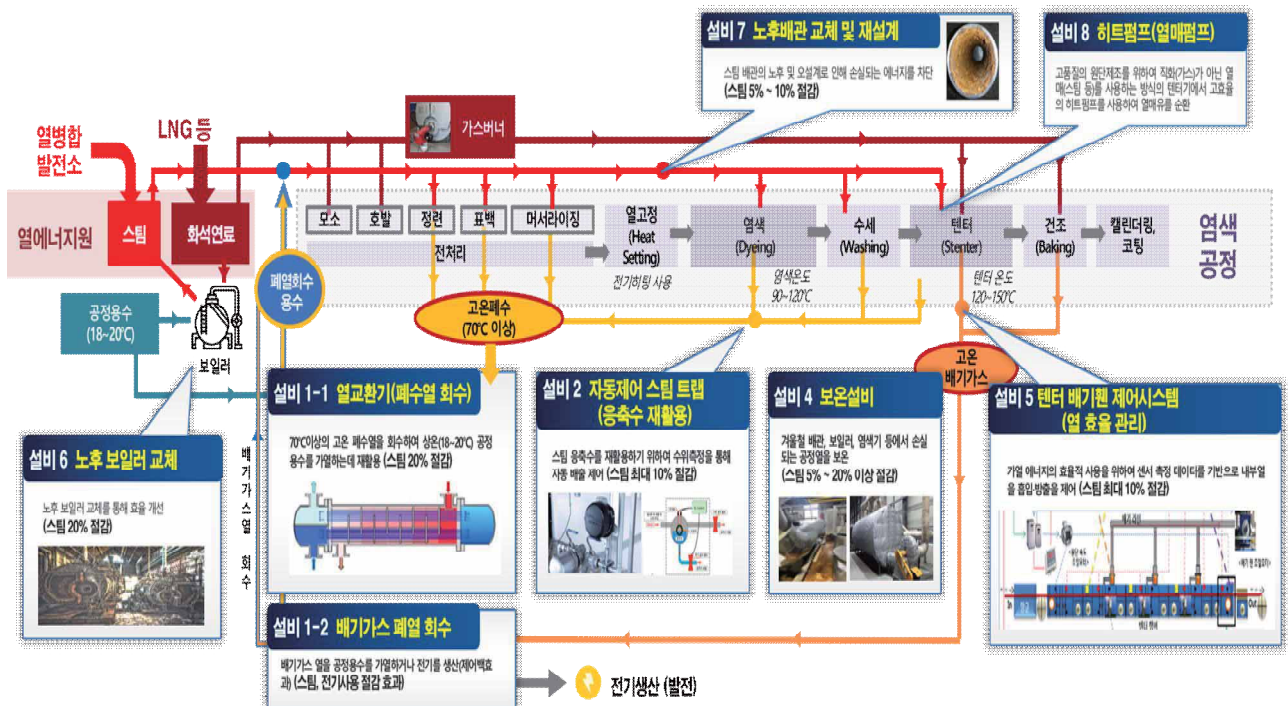 설비 7 노후배관 교체 및 재설계
스팀 배관의 노후 및 오설계로 인해 손실되는 에너지를 차단
(스팀 5% ~ 10% 절감)
설비 8 히트펌프(열매펌프)
고품질의 원단제조를 위하여 직화(가스)가 아닌 열
매(스팀 등)를 사용하는 방식의 텐터기에서 고효율
의 히트펌프를 사용하여 열매유를 순환
열병합
발전소
LNG 등
가스버너
열에너지원
스팀
화석연료
모소
호발
정련
표백
머서라이징
전처리
열고정
(Heat
Setting)
전기히팅 사용
염색
(Dyeing)
염색온도
90~120℃
수세
(Washing)
텐터
(Stenter)
텐터 온도
120~150℃
건조
(Baking)
캘린더링,
코팅
염색
공정
폐열회수
용수
공정용수
(18~20℃)
보일러
고온폐수
(70℃ 이상)
고온
배기가스
설비 1-1 열교환기(폐수열 회수)
70℃이상의 고온 폐수열을 회수하여 상온(18~20℃) 공정
용수를 가열하는데 재활용 (스팀 20% 절감)
설비 2 자동제어 스팀 트랩
(응축수 재활용)
스팀 응축수를 재활용하기 위하여 수위측정을 통해
자동 배출 제어 (스팀 최대 10% 절감)
설비 4 보온설비
겨울철 배관, 보일러, 염색기 등에서 손실
되는 공정열을 보온
(스팀 5% ~ 20% 이상 절감)
설비 5 텐터 배기휀 제어시스템
(열 효율 관리)
가열 에너지의 효율적 사용을 위하여 센서 측정 데이터를 기반으로 내부열
을 흡입·방출을 제어 (스팀 최대 10% 절감)
배기 라인
In
Out
설비 6 노후 보일러 교체
노후 보일러 교체를 통해 효율 개선
(스팀 20% 절감)
배기가스열 회수
설비 1-2 배기가스 폐열 회수
배기가스 열을 공정용수를 가열하거나 전기를 생산(제어백효
과) (스팀, 전기사용 절감 효과)
전기생산 (발전)